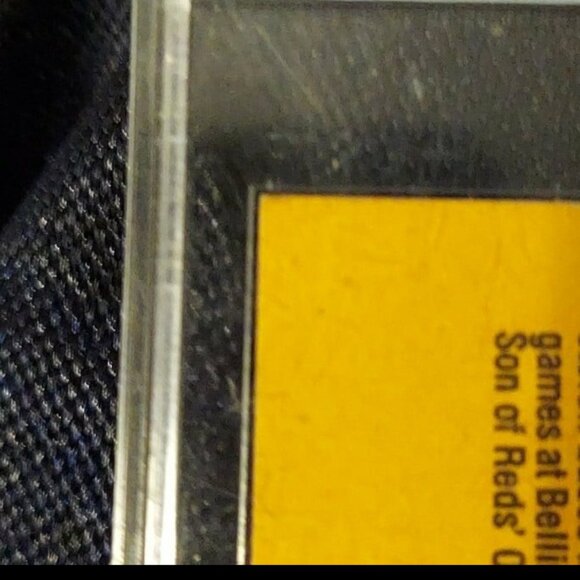 games at Belli
Son of Reds' O